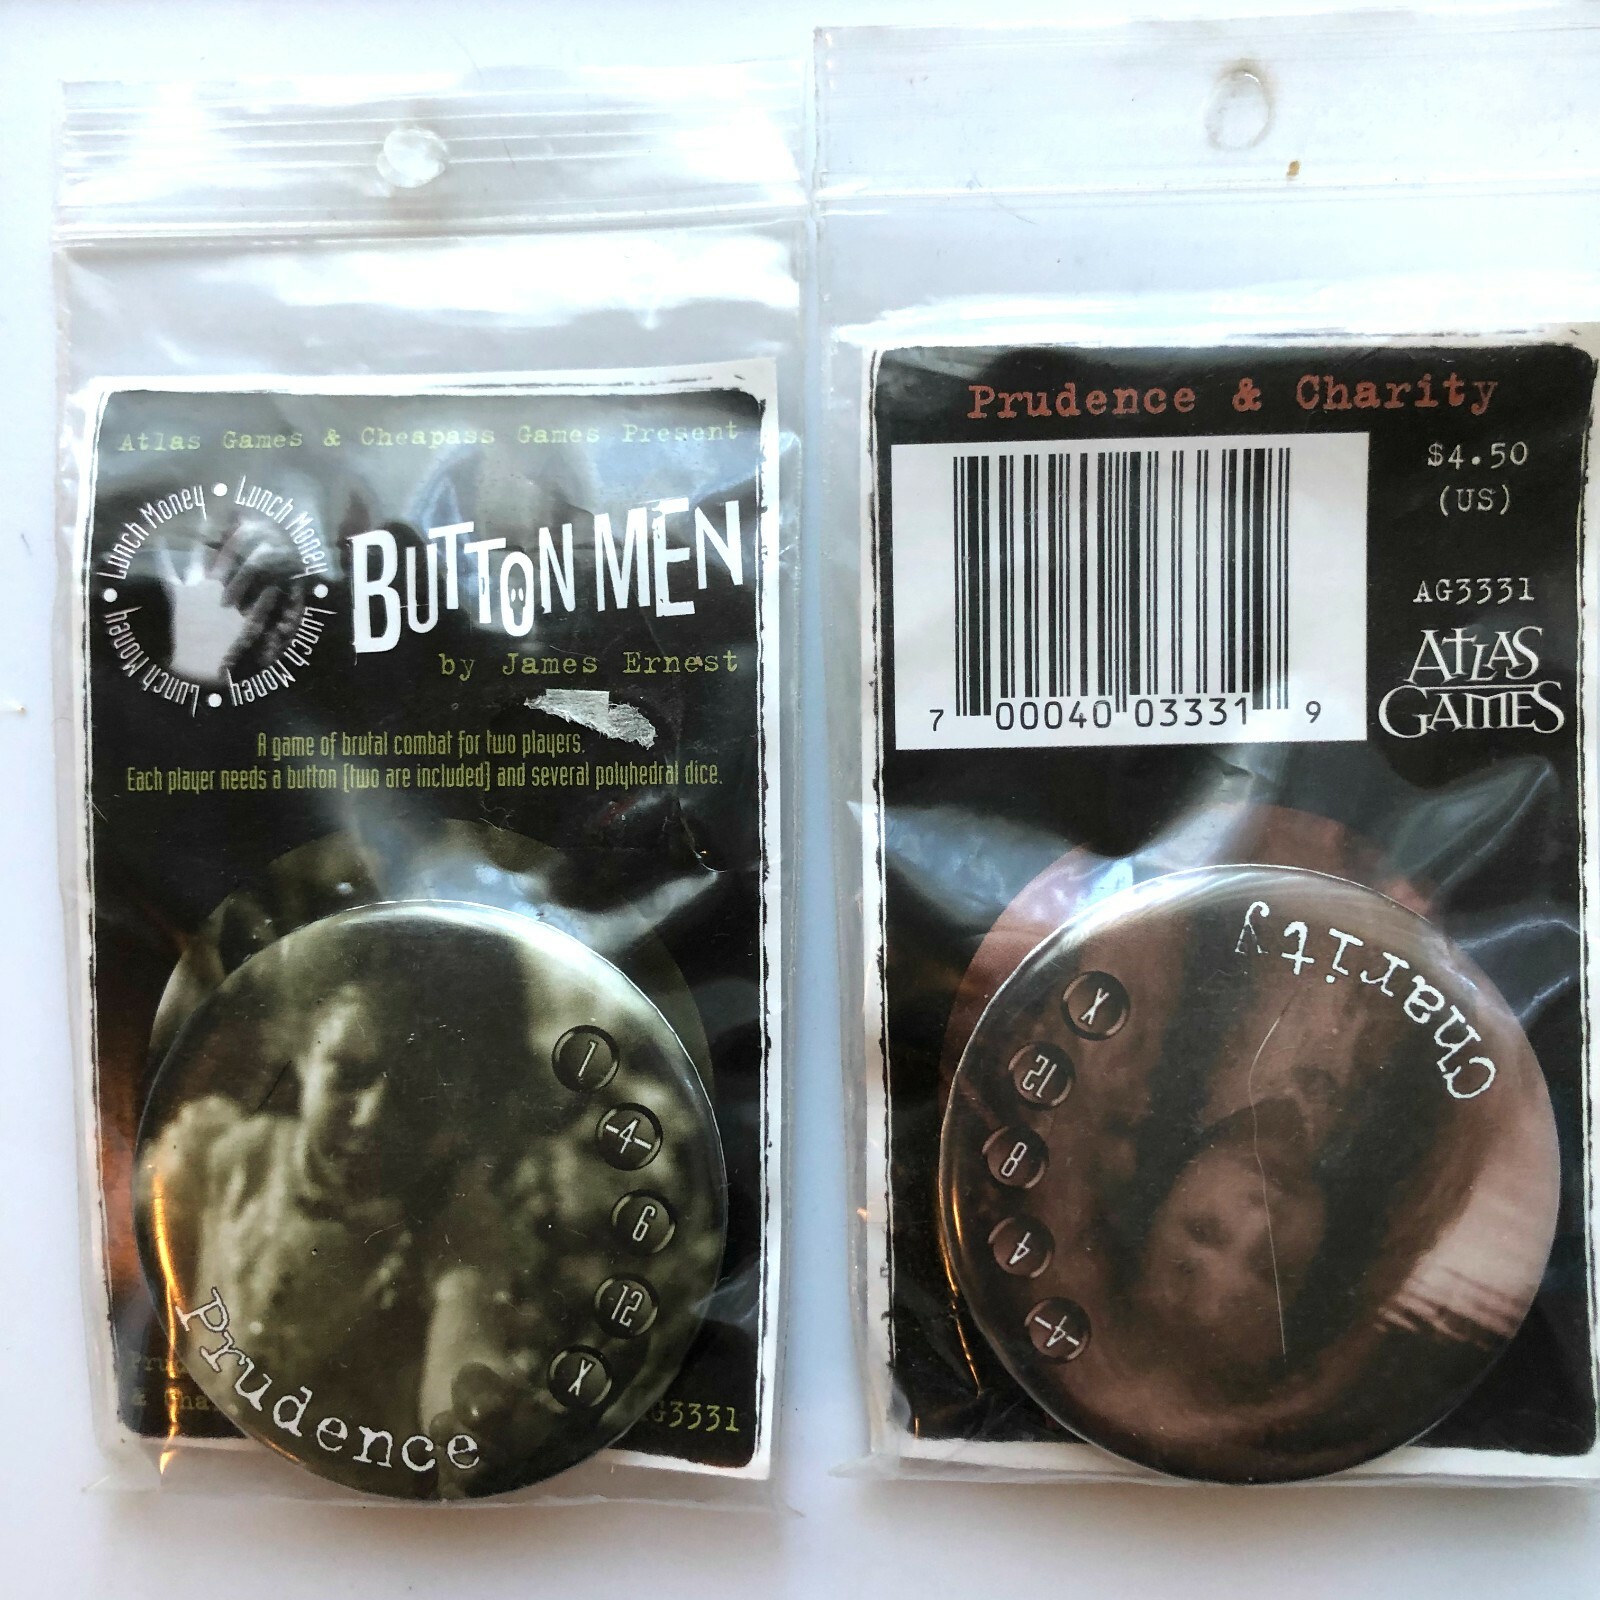 Atlas Games & Cheapass Games Present
Lunch Money • Lunch Money • Lunch Money • Lunch Money • Lunch Money •
BUTTON MEN
by James Ernest
A game of brutal combat for two players.
Each player needs a button (two are included) and several polyhedral dice.
1
-4-
6
12
X
Prudence
AG3331
Prudence & Charity
$4.50
(US)
AG3331
ATLAS
GAMES
7 00040 03331 9
Charity
X
12
8
4
-4-